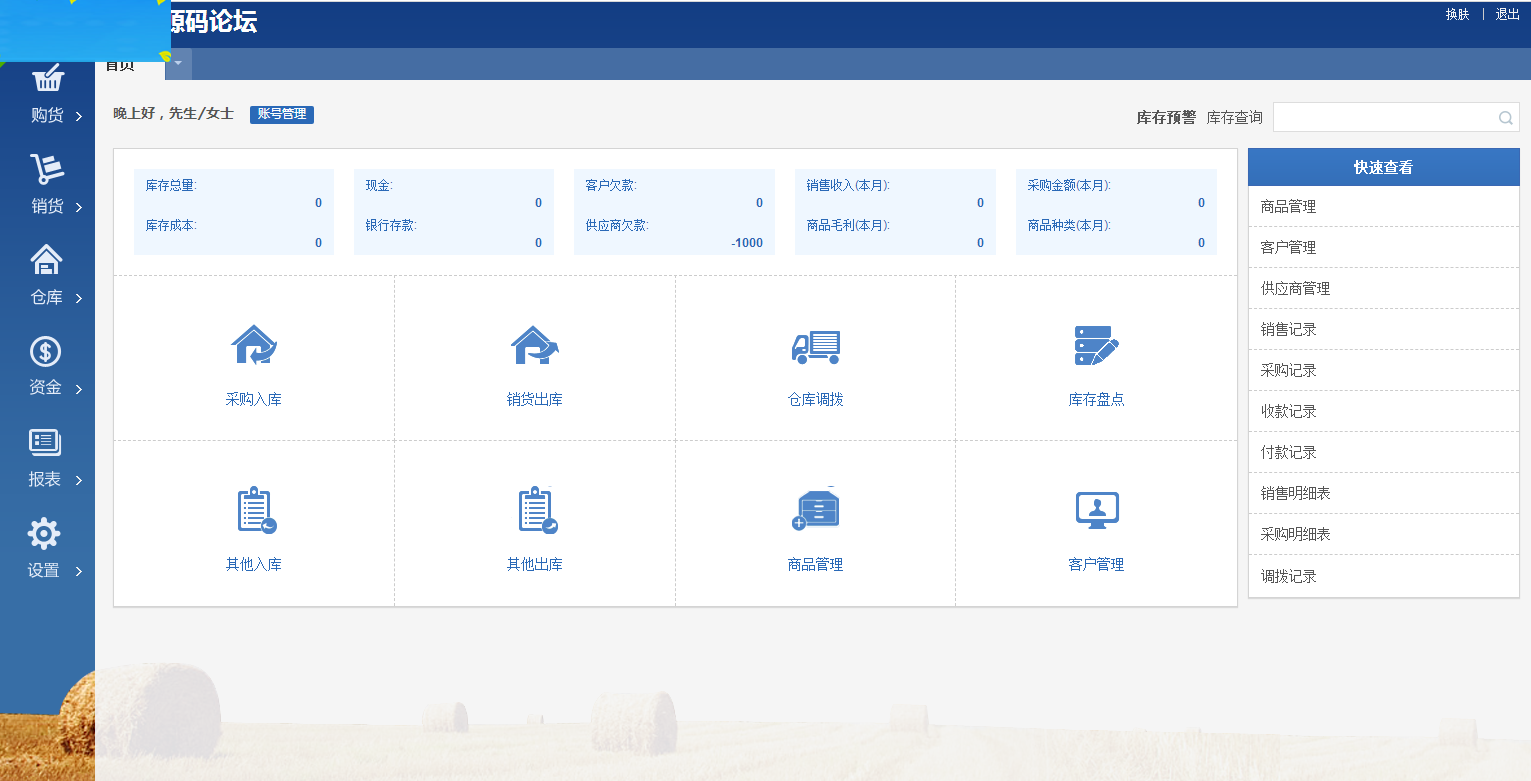 源码论坛
换肤 | 退出
首页
晚上好，先生/女士 账号管理
库存预警 库存查询
库存总量:
0
库存成本:
0
现金:
0
银行存款:
0
客户欠款:
0
供应商欠款:
-1000
销售收入(本月):
0
商品毛利(本月):
0
采购金额(本月):
0
商品种类(本月):
0
购货
销货
仓库
资金
报表
设置
采购入库
销货出库
仓库调拨
库存盘点
其他入库
其他出库
商品管理
客户管理
快速查看
商品管理
客户管理
供应商管理
销售记录
采购记录
收款记录
付款记录
销售明细表
采购明细表
调拨记录